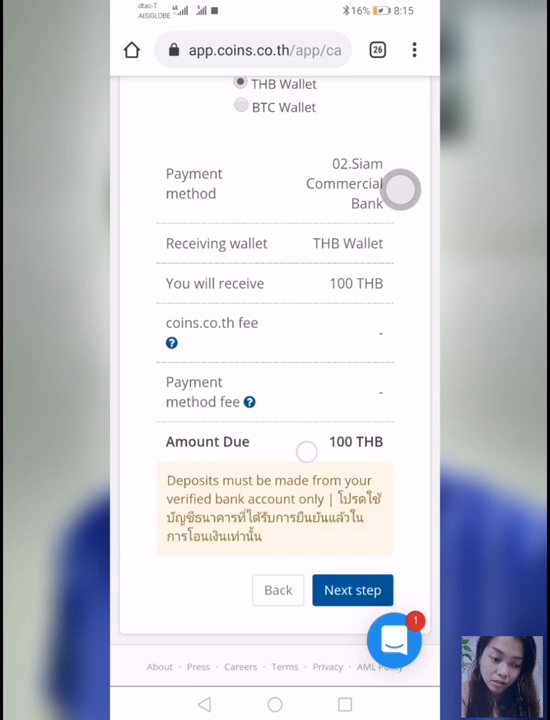 dtac-T
AISIGLOBE
16%
8:15
app.coins.co.th/app/ca
26
THB Wallet
BTC Wallet
Payment method
02.Siam Commercial Bank
Receiving wallet THB Wallet
You will receive 100 THB
coins.co.th fee -
?
Payment method fee ? -
Amount Due 100 THB
Deposits must be made from your
verified bank account only | โปรดใช้
บัญชีธนาคารที่ได้รับการยืนยันแล้วใน
การโอนเงินเท่านั้น
Back Next step
1
About · Press · Careers · Terms · Privacy · AML